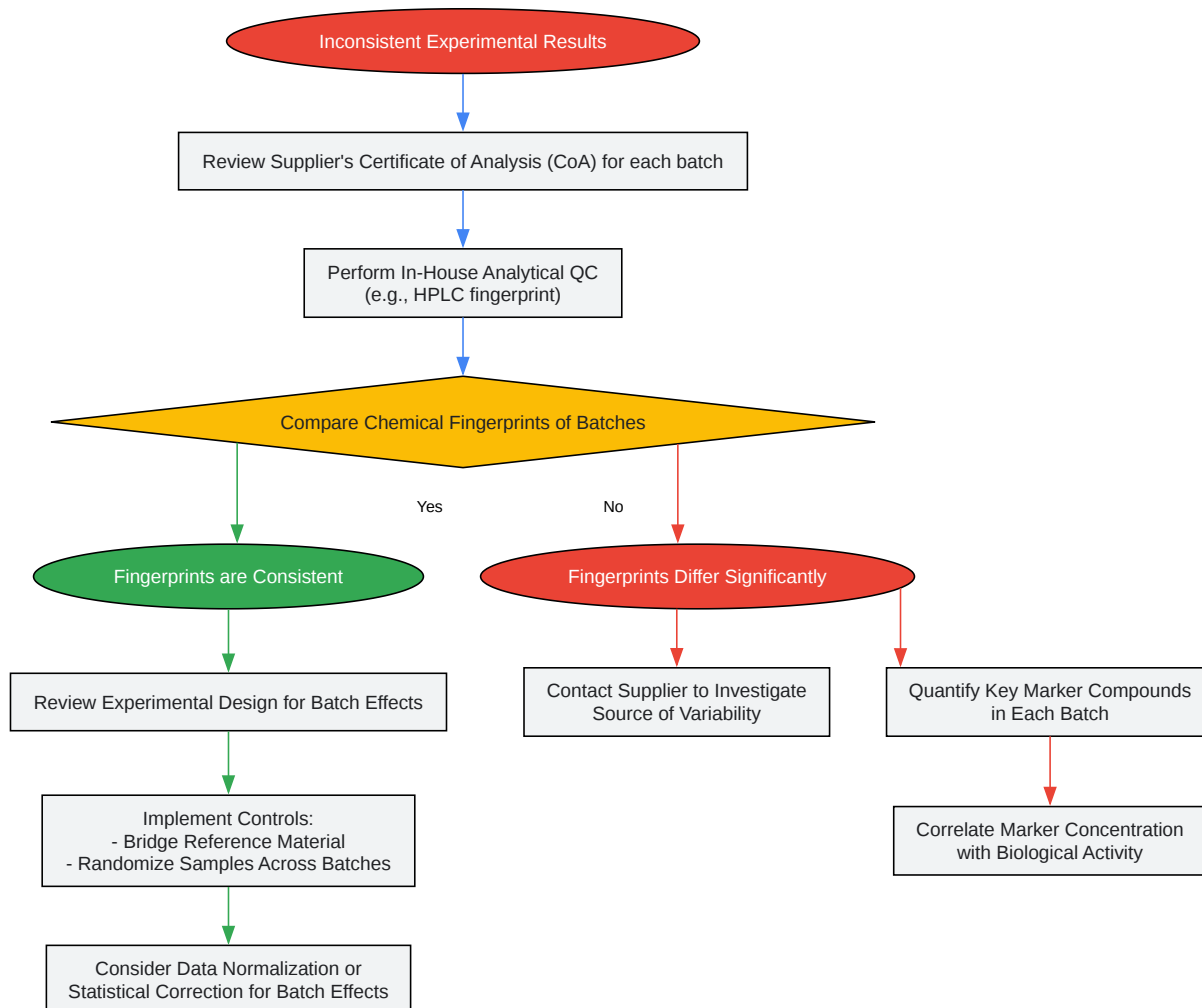 Inconsistent Experimental Results
Review Supplier's Certificate of Analysis (CoA) for each batch
Perform In-House Analytical QC
(e.g., HPLC fingerprint)
Compare Chemical Fingerprints of Batches
Yes
No
Fingerprints are Consistent
Fingerprints Differ Significantly
Review Experimental Design for Batch Effects
Contact Supplier to Investigate
Source of Variability
Quantify Key Marker Compounds
in Each Batch
Implement Controls:
- Bridge Reference Material
- Randomize Samples Across Batches
Correlate Marker Concentration
with Biological Activity
Consider Data Normalization or
Statistical Correction for Batch Effects